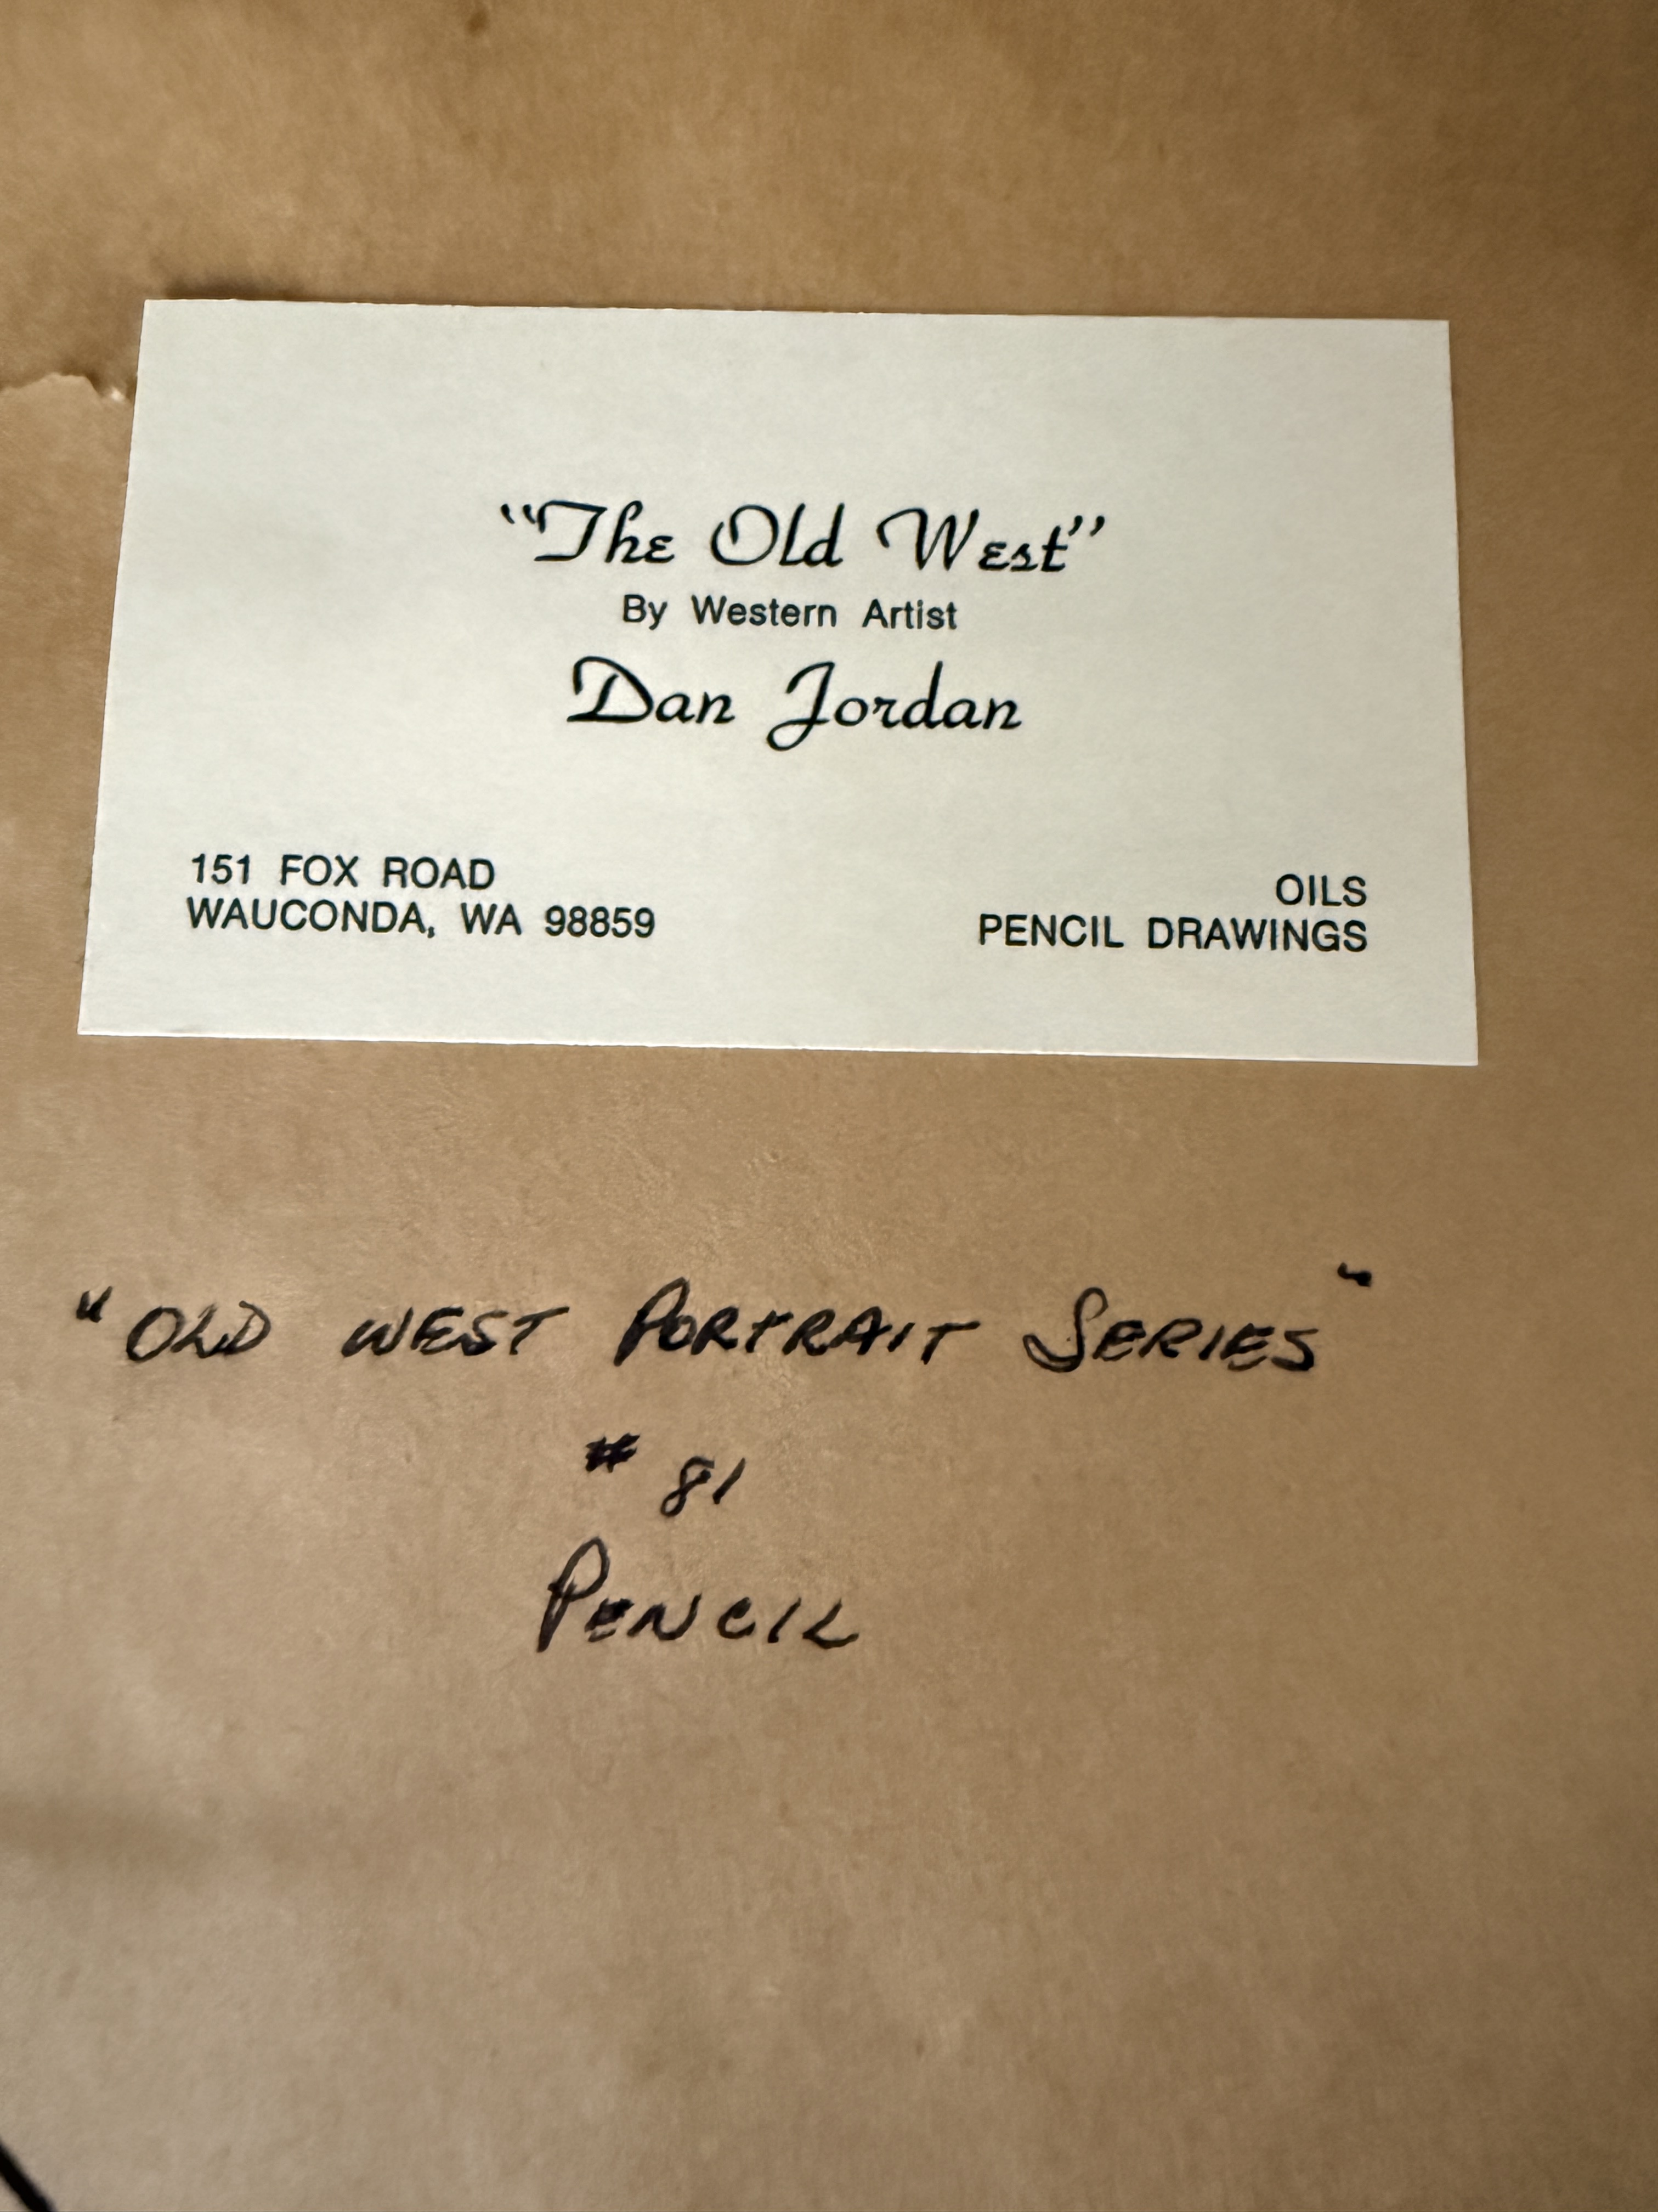 “The Old West”
By Western Artist
Dan Jordan
151 FOX ROAD
WAUCONDA, WA 98859
OILS
PENCIL DRAWINGS
"OLD WEST PORTRAIT SERIES"
# 81
PENCIL